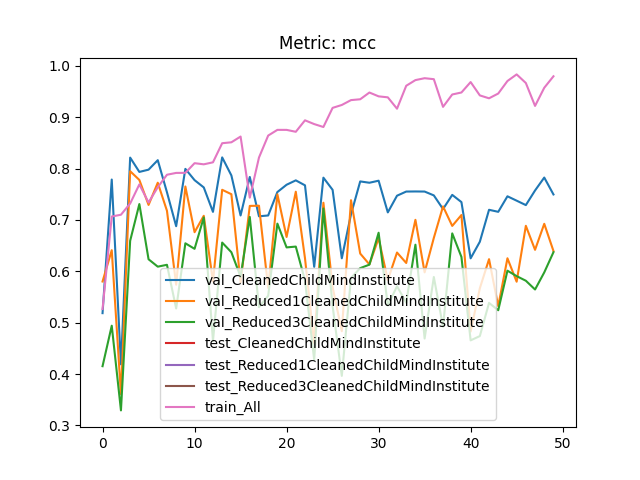 Metric: mcc
1.0
0.9
0.8
0.7
0.6
0.5
0.4
0.3
val_CleanedChildMindInstitute
val_Reduced1CleanedChildMindInstitute
val_Reduced3CleanedChildMindInstitute
test_CleanedChildMindInstitute
test_Reduced1CleanedChildMindInstitute
test_Reduced3CleanedChildMindInstitute
train_All
0 10 20 30 40 50